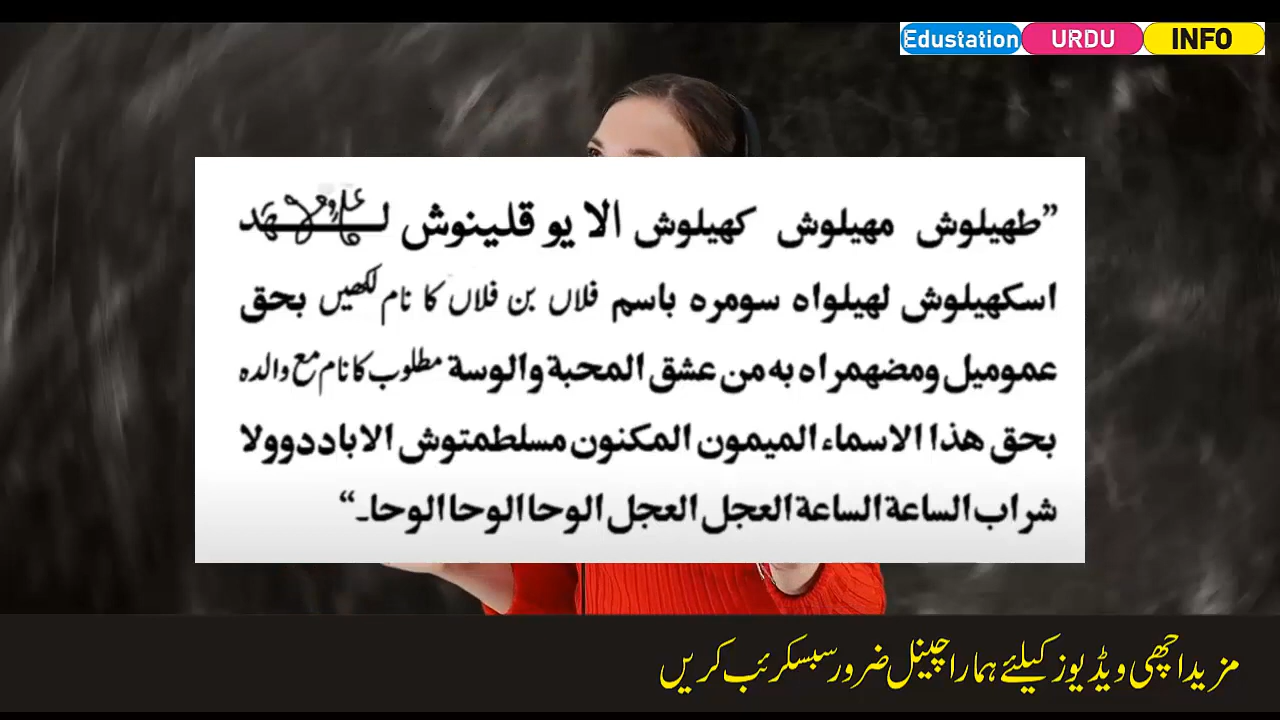 Edustation URDU INFO
”طهیلوش مهیلوش کهیلوش الا یو قلینوش
اسکهیلوش لهیلواه سومره باسم فلاں بن فلاں کا نام لکھیں بحق
عمومیل ومضهمراه به من عشق المحبة والوسة مطلوب کا نام مع والدہ
بحق هذا الاسماء المیمون المکنون مسلطمتوش الاباددوولا
شراب الساعة الساعة العجل العجل الوحا الوحا الوحا۔“
مزید اچھی ویڈیوز کیلئے ہمارا چینل ضرور سبسکرئب کریں